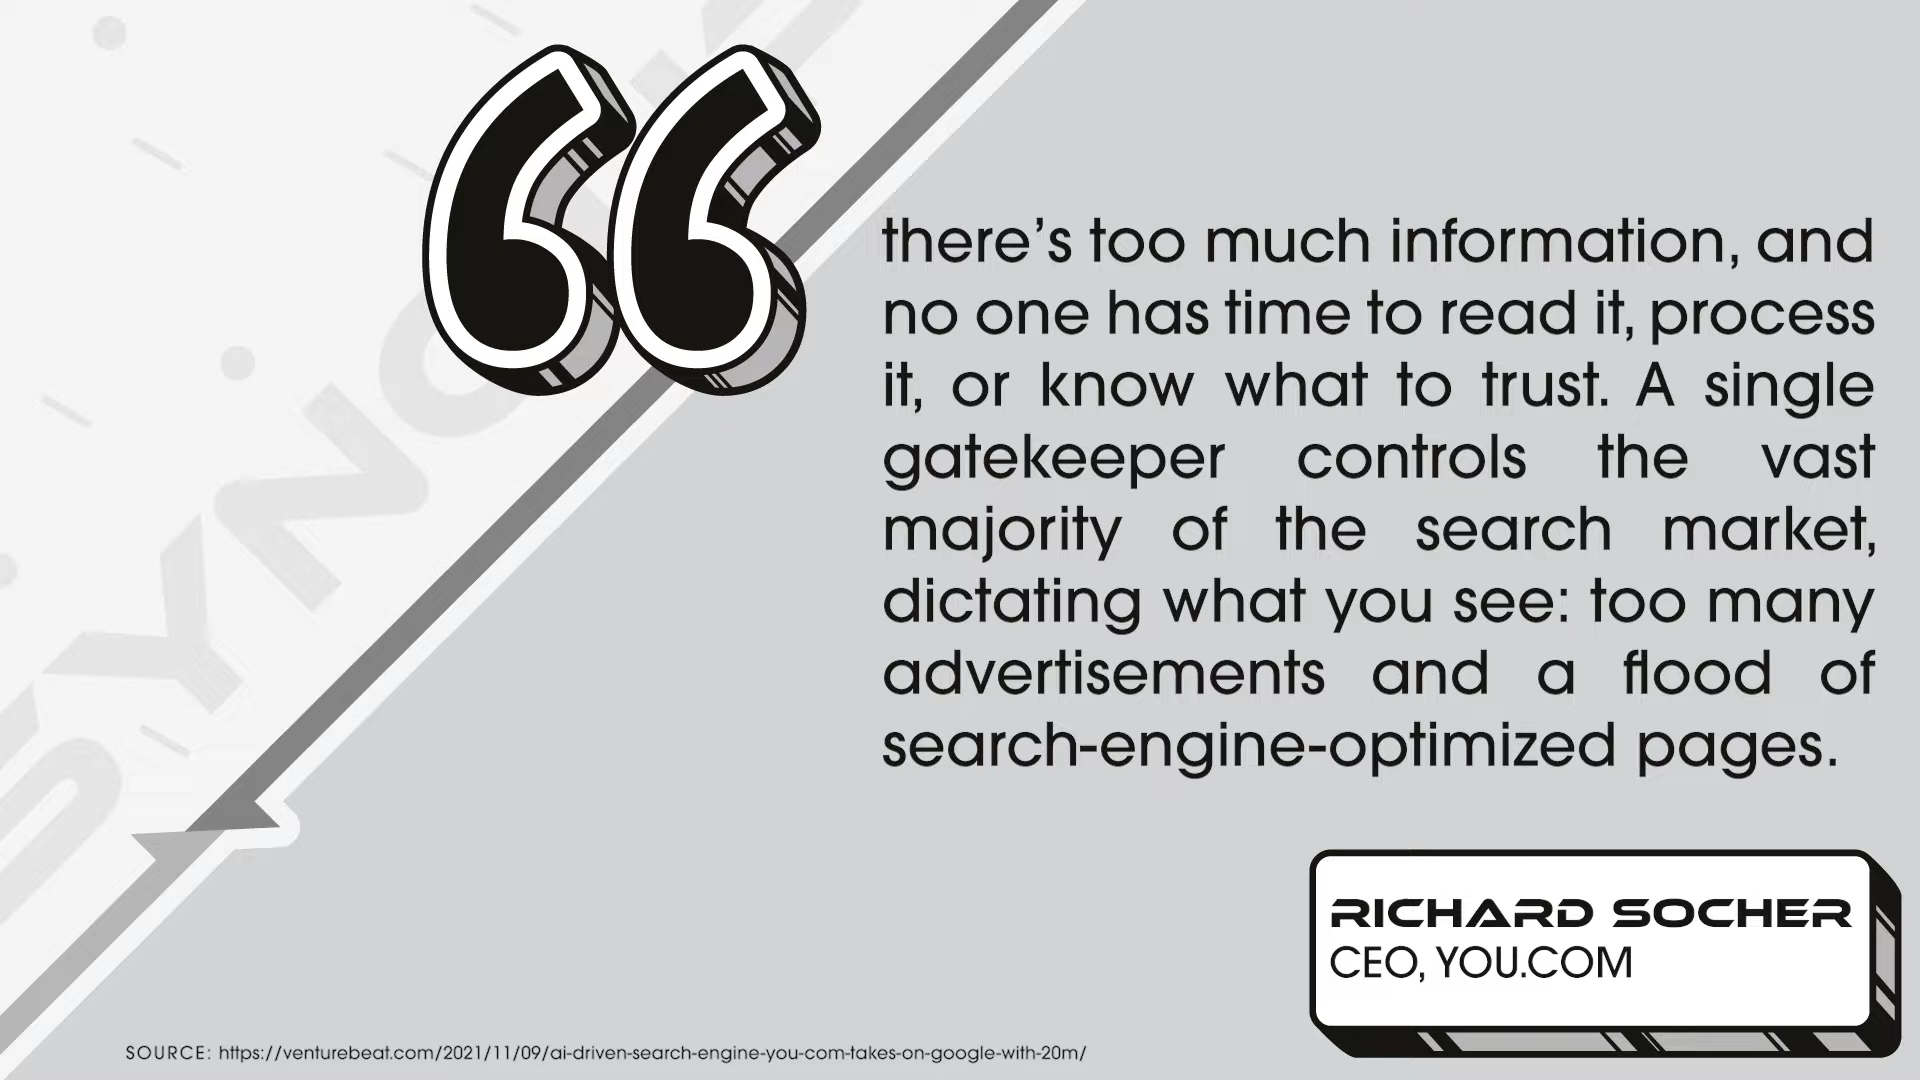 there's too much information, and
no one has time to read it, process
it, or know what to trust. A single
gatekeeper controls the vast
majority of the search market,
dictating what you see: too many
advertisements and a flood of
search-engine-optimized pages.
RICHARD SOCHER
CEO, YOU.COM
SOURCE: https://venturebeat.com/2021/11/09/ai-driven-search-engine-you-com-takes-on-google-with-20m/